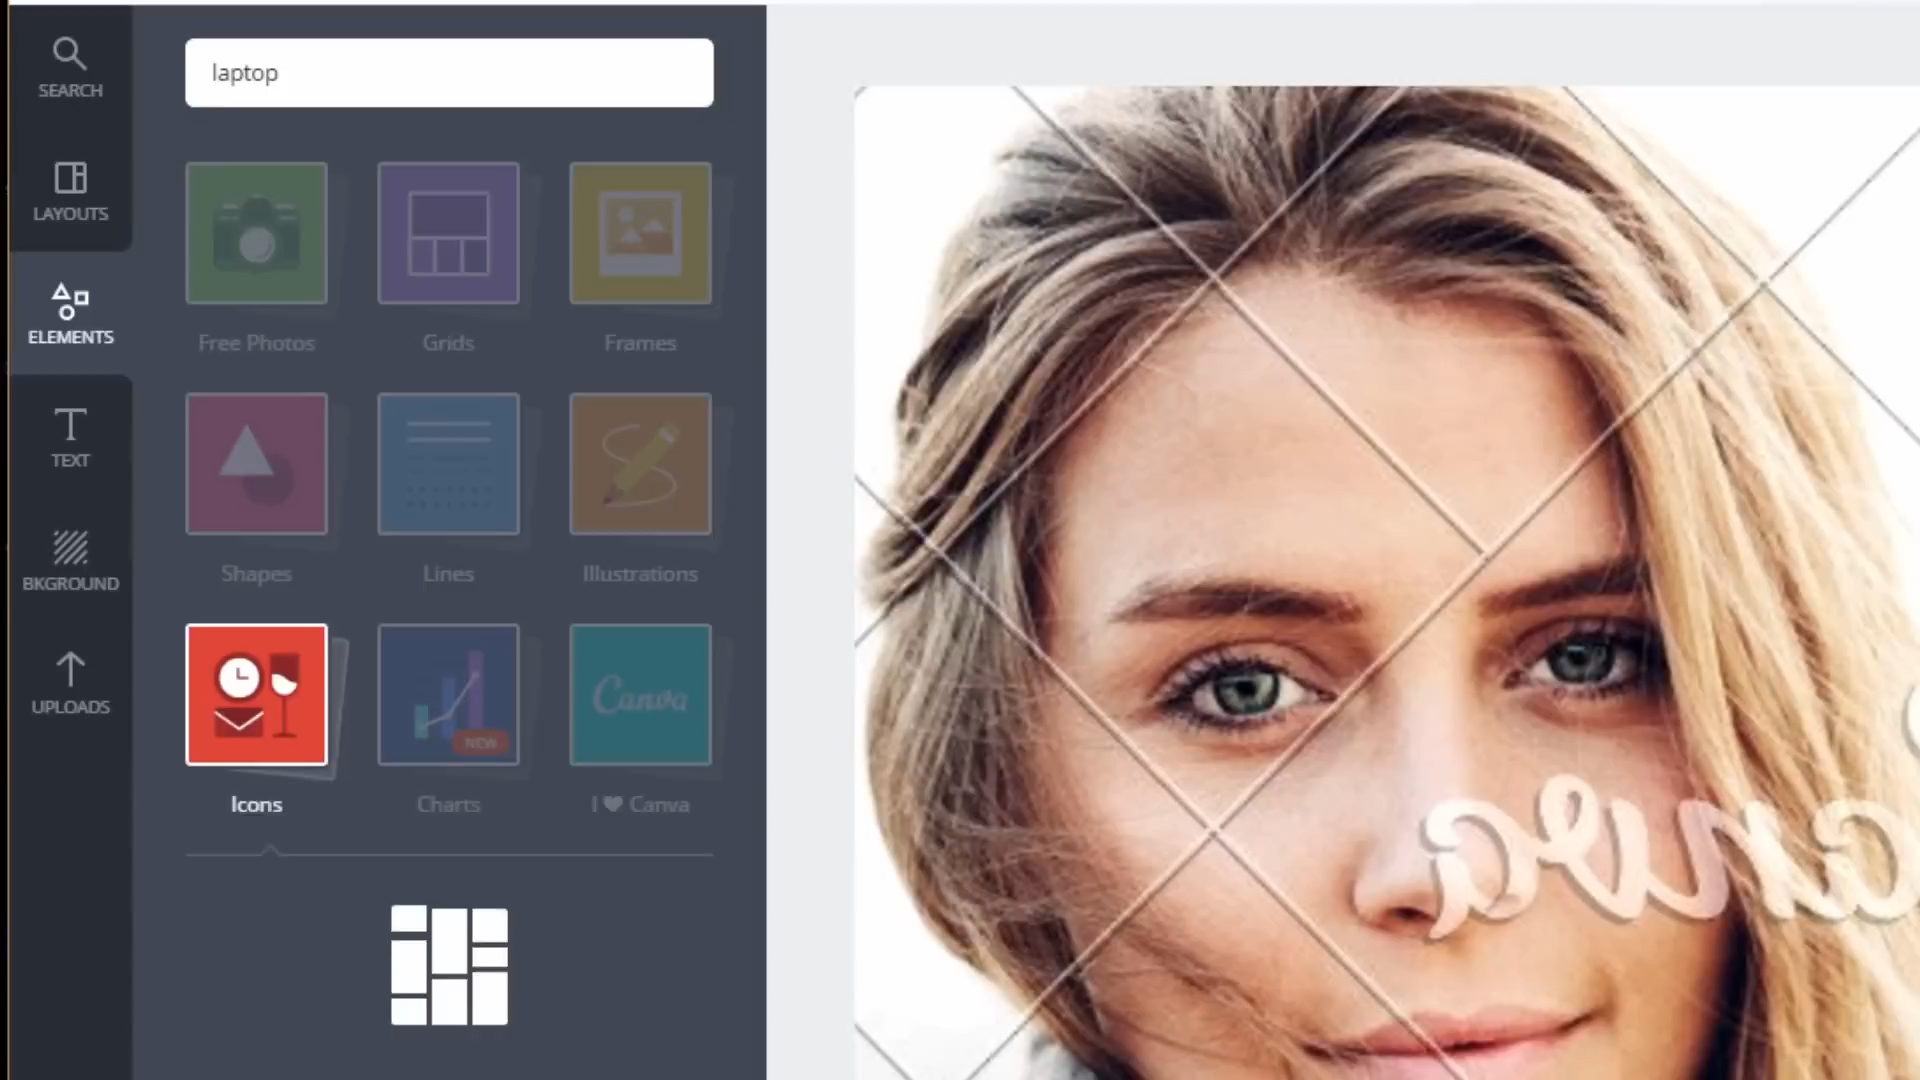 SEARCH
laptop
LAYOUTS
ELEMENTS
TEXT
BKGROUND
UPLOADS
Free Photos
Grids
Frames
Shapes
Lines
Illustrations
Icons
NEW
Charts
Canva
I ♥ Canva